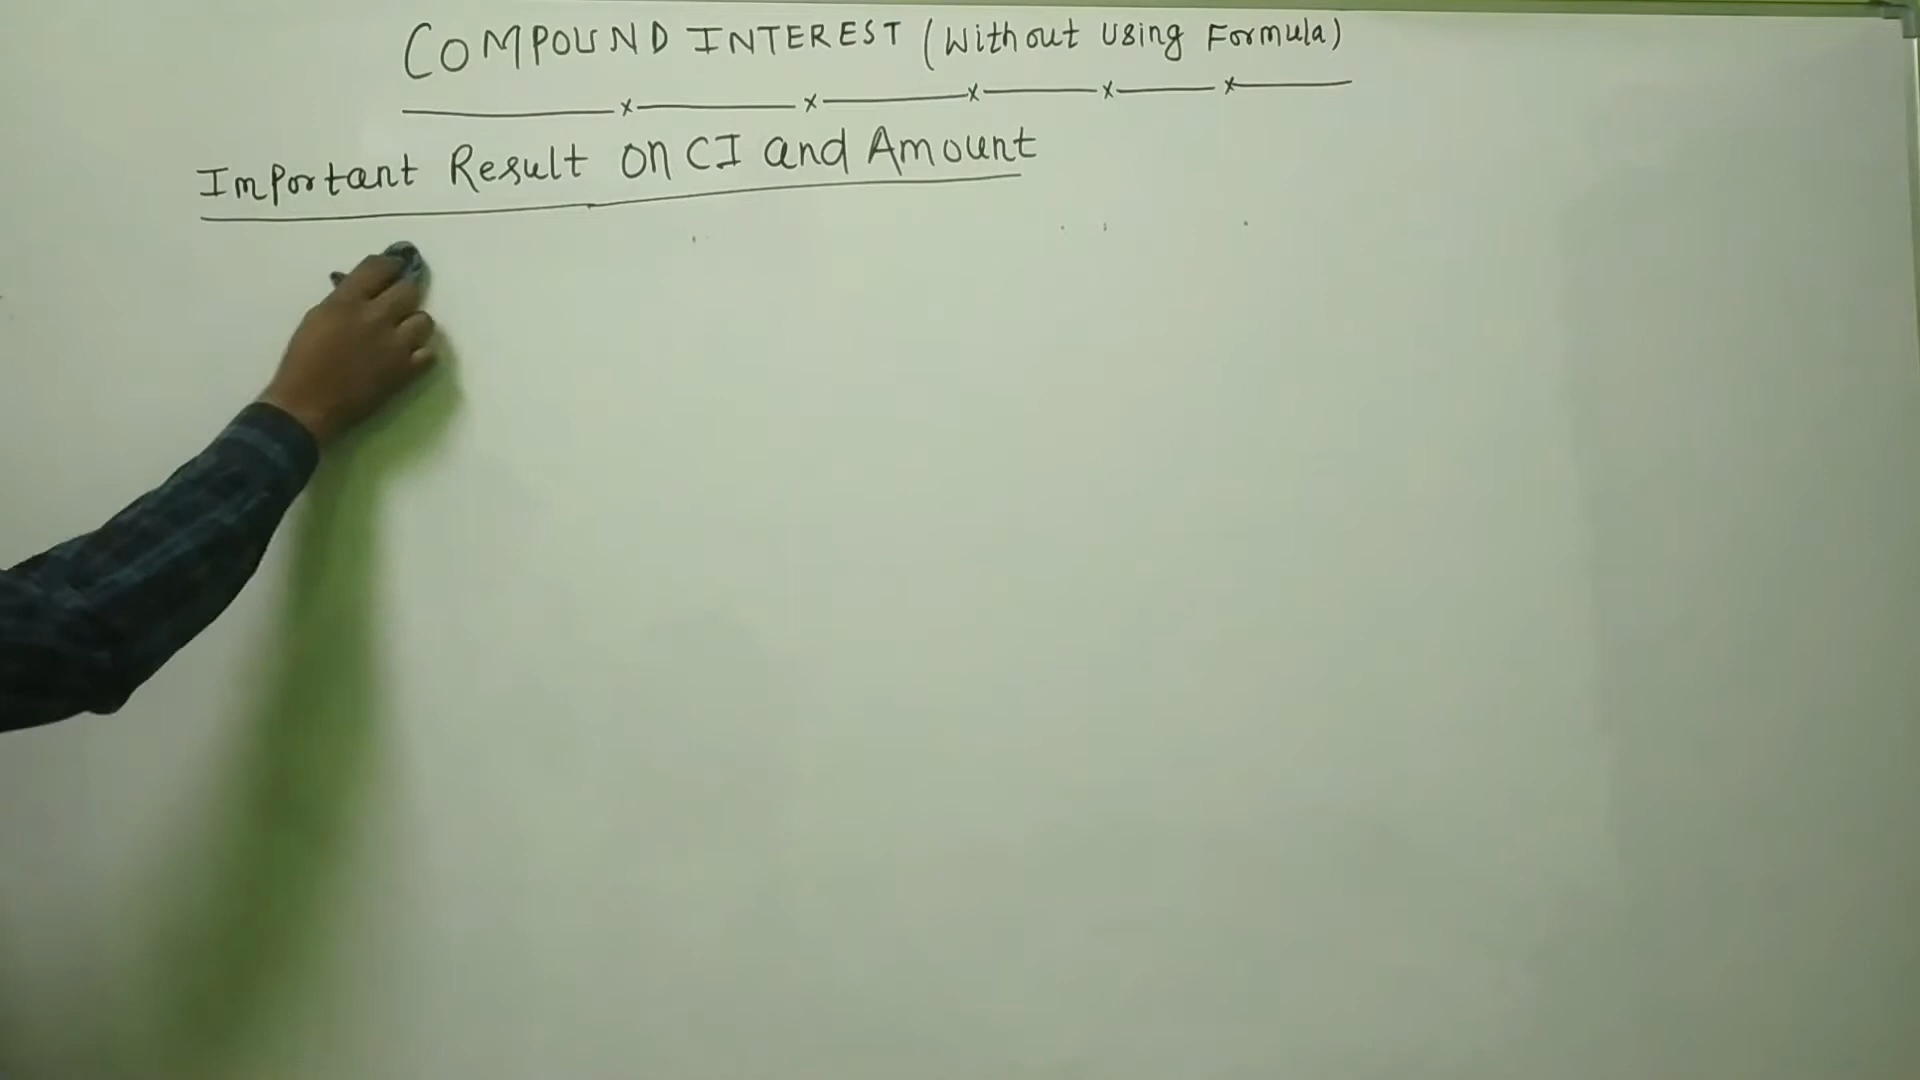 COMPOUND INTEREST (Without Using Formula)
Important Result on CI and Amount